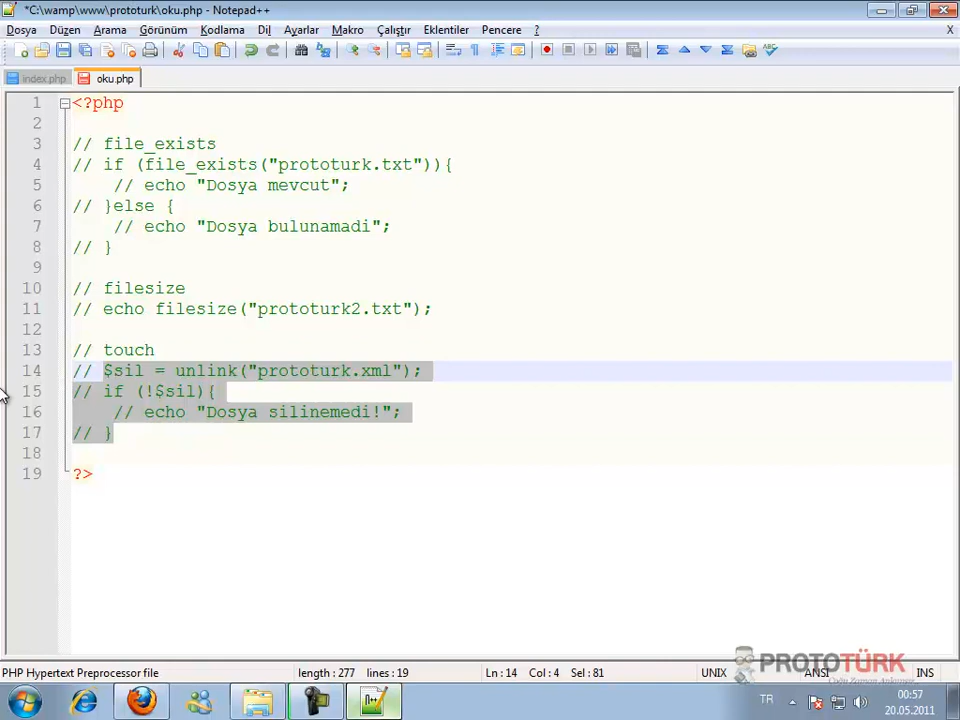 *C:\wamp\www\prototurk\oku.php - Notepad++
Dosya Düzen Arama Görünüm Kodlama Dil Ayarlar Makro Çalıştır Eklentiler Pencere ? X
index.php oku.php
1 <?php
2
3 // file_exists
4 // if (file_exists("prototurk.txt")){
5 // echo "Dosya mevcut";
6 // }else {
7 // echo "Dosya bulunamadi";
8 // }
9
10 // filesize
11 // echo filesize("prototurk2.txt");
12
13 // touch
14 // $sil = unlink("prototurk.xml");
15 // if (!$sil){
16 // echo "Dosya silinemedi!";
17 // }
18
19 ?>
PROTOTÜRK
PHP Hypertext Preprocessor file length : 277 lines : 19 Ln : 14 Col : 4 Sel : 81 UNIX ANSI INS
TR 00:57
20.05.2011